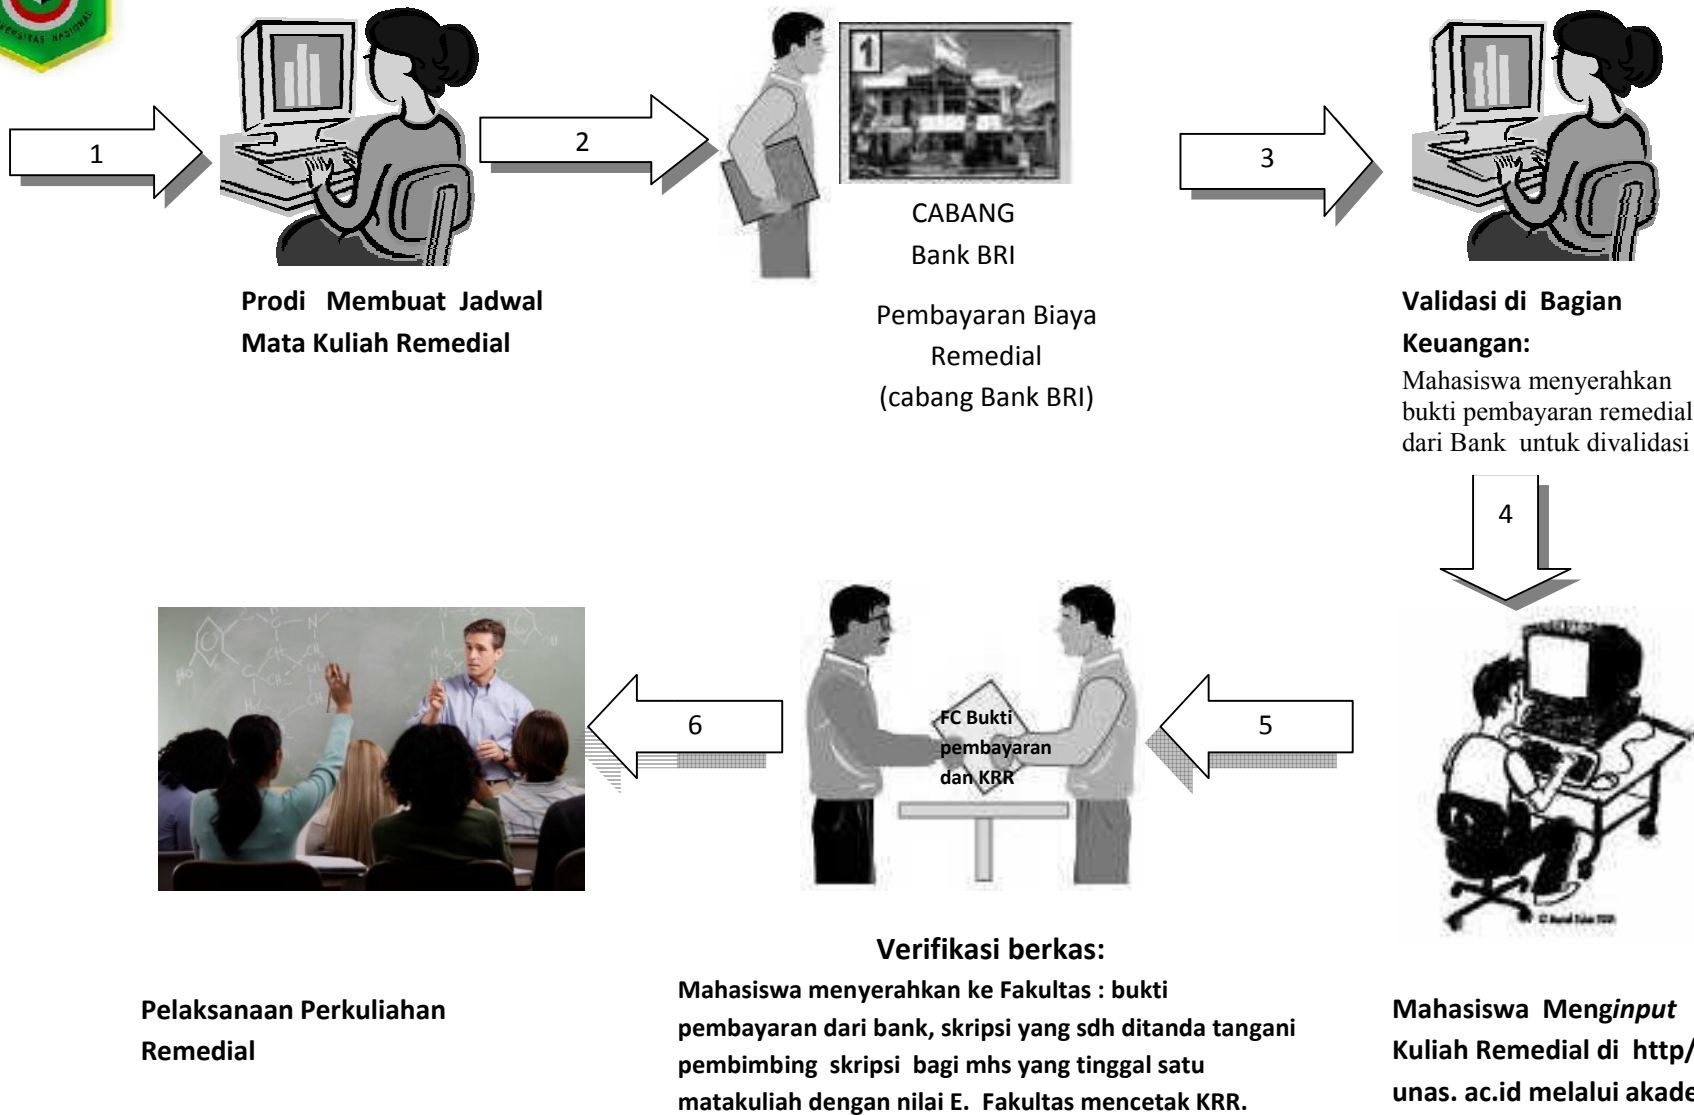 1
2
3
1
CABANG
Bank BRI
Prodi Membuat Jadwal
Mata Kuliah Remedial
Pembayaran Biaya
Remedial
(cabang Bank BRI)
Validasi di Bagian
Keuangan:
Mahasiswa menyerahkan
bukti pembayaran remedial
dari Bank untuk divalidasi
4
5
6
FC Bukti
pembayaran
dan KRR
Verifikasi berkas:
Mahasiswa menyerahkan ke Fakultas : bukti
pembayaran dari bank, skripsi yang sdh ditanda tangani
pembimbing skripsi bagi mhs yang tinggal satu
matakuliah dengan nilai E. Fakultas mencetak KRR.
Pelaksanaan Perkuliahan
Remedial
Mahasiswa Menginput
Kuliah Remedial di http/
unas. ac.id melalui